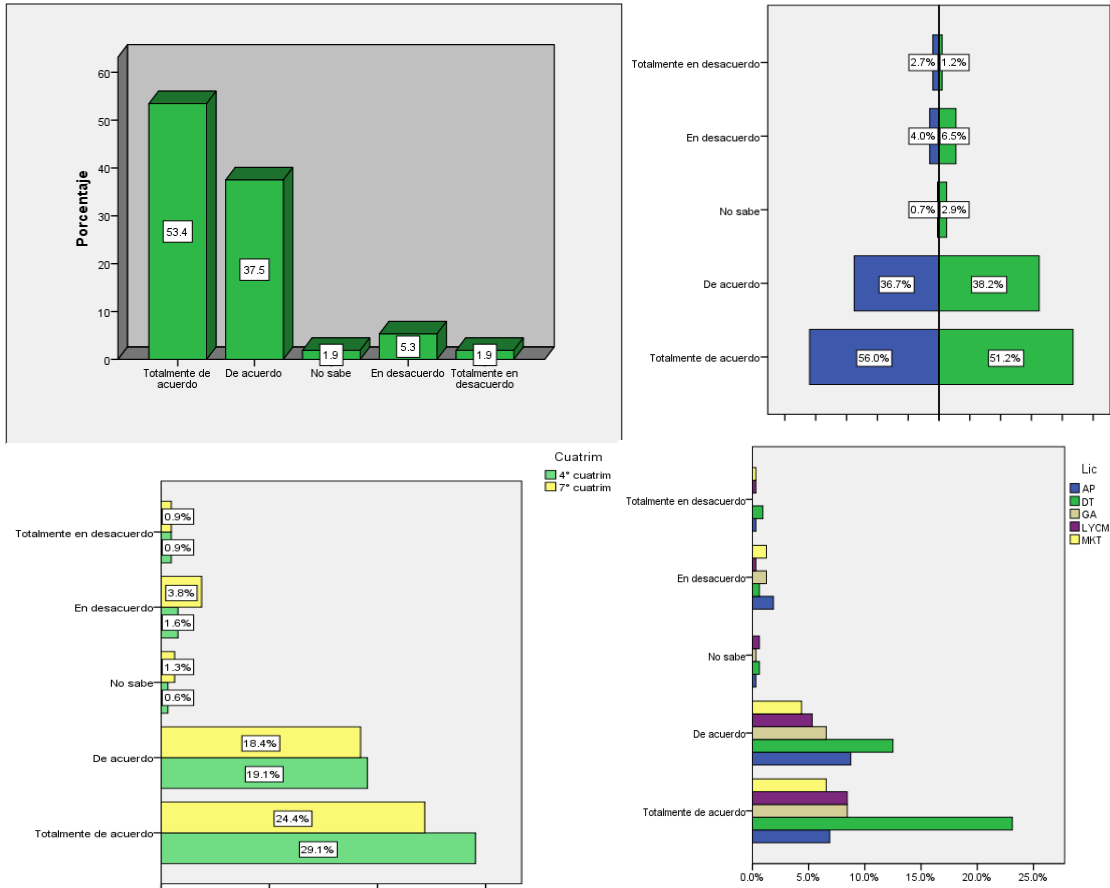 Porcentaje
60
50
40
30
20
10
0
53.4
37.5
1.9
5.3
1.9
Totalmente de
acuerdo
De acuerdo
No sabe
En desacuerdo
Totalmente en
desacuerdo
Totalmente en desacuerdo
2.7% 1.2%
En desacuerdo
4.0% 6.5%
No sabe
0.7% 2.9%
De acuerdo
36.7% 38.2%
Totalmente de acuerdo
56.0% 51.2%
Cuatrim
4° cuatrim
7° cuatrim
Totalmente en desacuerdo
0.9%
0.9%
En desacuerdo
3.8%
1.6%
No sabe
1.3%
0.6%
De acuerdo
18.4%
19.1%
Totalmente de acuerdo
24.4%
29.1%
Lic
AP
DT
GA
LYCM
MKT
Totalmente en desacuerdo
En desacuerdo
No sabe
De acuerdo
Totalmente de acuerdo
0.0% 5.0% 10.0% 15.0% 20.0% 25.0%